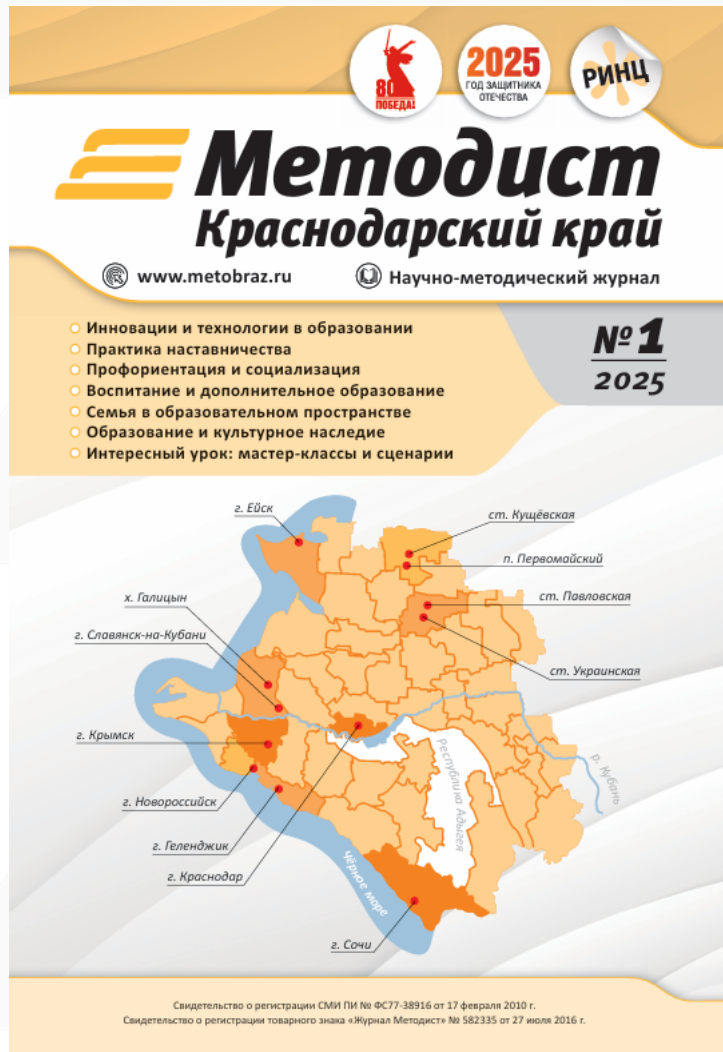 80
ПОБЕДА!
2025
ГОД ЗАЩИТНИКА
ОТЕЧЕСТВА
РИНЦ
Методист
Краснодарский край
www.metobraz.ru
Научно-методический журнал
Инновации и технологии в образовании
Практика наставничества
Профориентация и социализация
Воспитание и дополнительное образование
Семья в образовательном пространстве
Образование и культурное наследие
Интересный урок: мастер-классы и сценарии
№1
2025
г. Ейск
ст. Кущёвская
п. Первомайский
х. Галицын
ст. Павловская
г. Славянск-на-Кубани
ст. Украинская
г. Крымск
Республика Адыгея
р. Кубань
г. Новороссийск
г. Геленджик
Чёрное море
г. Краснодар
г. Сочи
Свидетельство о регистрации СМИ ПИ № ФС77-38916 от 17 февраля 2010 г.
Свидетельство о регистрации товарного знака «Журнал Методист» № 582335 от 27 июля 2016 г.